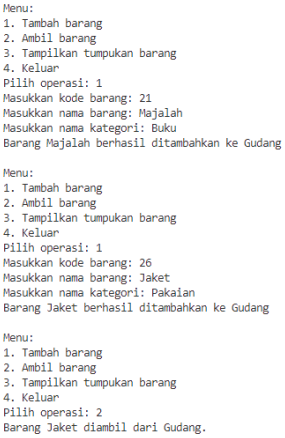 Menu:
1. Tambah barang
2. Ambil barang
3. Tampilkan tumpukan barang
4. Keluar
Pilih operasi: 1
Masukkan kode barang: 21
Masukkan nama barang: Majalah
Masukkan nama kategori: Buku
Barang Majalah berhasil ditambahkan ke Gudang

Menu:
1. Tambah barang
2. Ambil barang
3. Tampilkan tumpukan barang
4. Keluar
Pilih operasi: 1
Masukkan kode barang: 26
Masukkan nama barang: Jaket
Masukkan nama kategori: Pakaian
Barang Jaket berhasil ditambahkan ke Gudang

Menu:
1. Tambah barang
2. Ambil barang
3. Tampilkan tumpukan barang
4. Keluar
Pilih operasi: 2
Barang Jaket diambil dari Gudang.